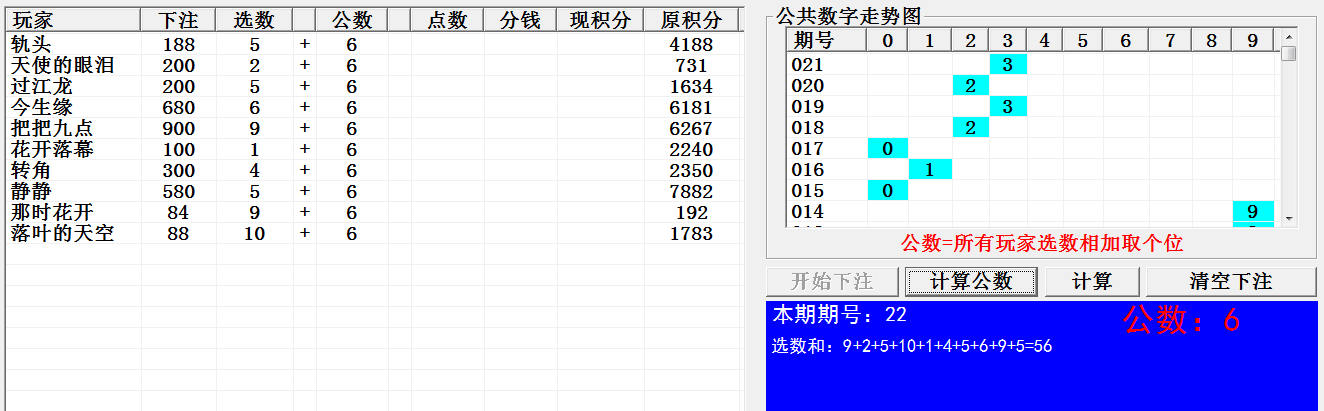 玩家 下注 选数 公数 点数 分钱 现积分 原积分
轨头 188 5 + 6 4188
天使的眼泪 200 2 + 6 731
过江龙 200 5 + 6 1634
今生缘 680 6 + 6 6181
把把九点 900 9 + 6 6267
花开落幕 100 1 + 6 2240
转角 300 4 + 6 2350
静静 580 5 + 6 7882
那时花开 84 9 + 6 192
落叶的天空 88 10 + 6 1783
公共数字走势图
期号 0 1 2 3 4 5 6 7 8 9
021 3
020 2
019 3
018 2
017 0
016 1
015 0
014 9
公数=所有玩家选数相加取个位
开始下注 计算公数 计算 清空下注
本期期号：22 公数：6
选数和：9+2+5+10+1+4+5+6+9+5=56